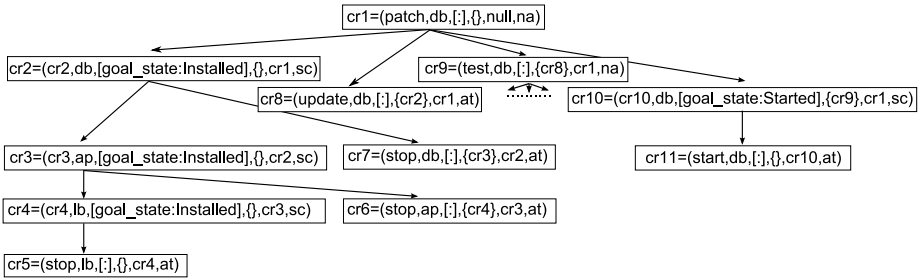 cr1=(patch,db,[:],{},null,na)
cr2=(cr2,db,[goal_state:Installed],{},cr1,sc)
cr9=(test,db,[:],{cr8},cr1,na)
cr8=(update,db,[:],{cr2},cr1,at)
cr10=(cr10,db,[goal_state:Started],{cr9},cr1,sc)
cr3=(cr3,ap,[goal_state:Installed],{},cr2,sc)
cr7=(stop,db,[:],{cr3},cr2,at)
cr11=(start,db,[:],{},cr10,at)
cr4=(cr4,lb,[goal_state:Installed],{},cr3,sc)
cr6=(stop,ap,[:],{cr4},cr3,at)
cr5=(stop,lb,[:],{},cr4,at)